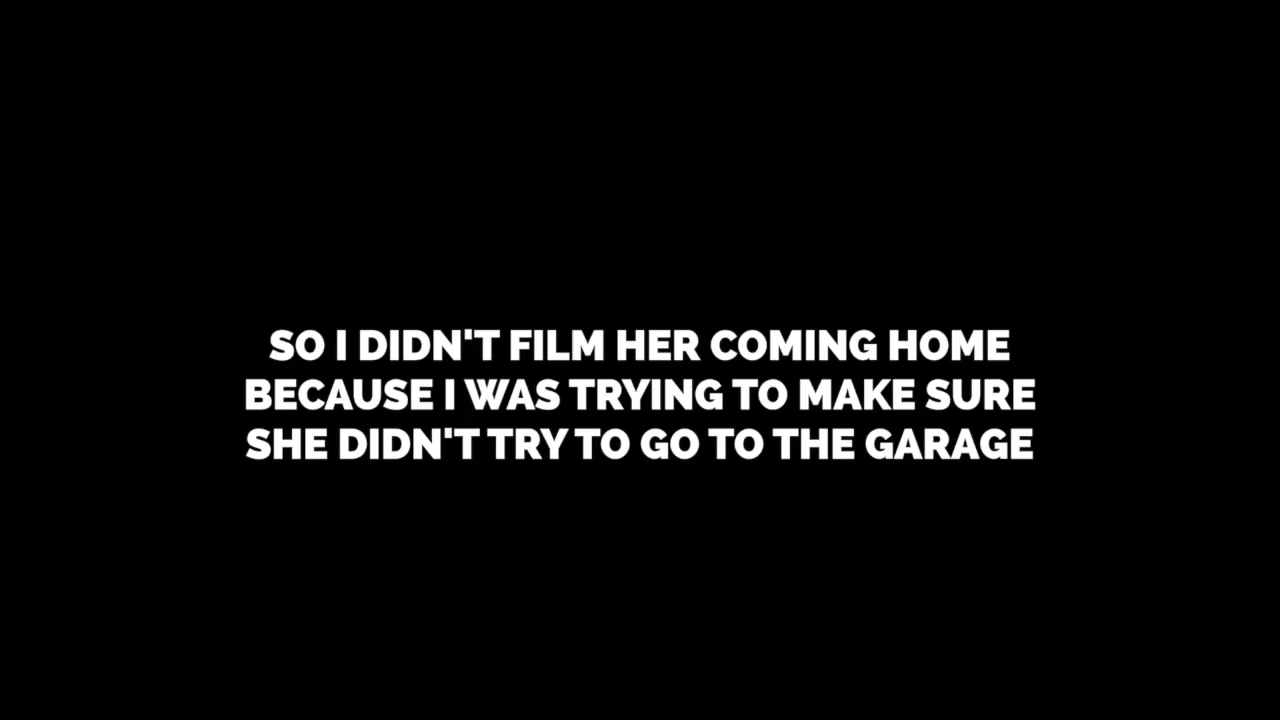 SO I DIDN'T FILM HER COMING HOME
BECAUSE I WAS TRYING TO MAKE SURE
SHE DIDN'T TRY TO GO TO THE GARAGE